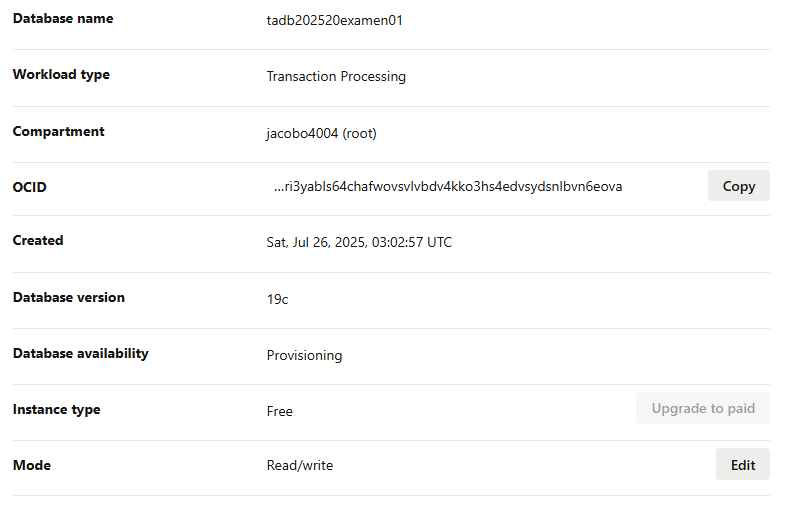 Database name tadb202520examen01
Workload type Transaction Processing
Compartment jacobo4004 (root)
OCID ...ri3yabls64chafwovsvlvbdv4kko3hs4edvsydsnlbvn6eova Copy
Created Sat, Jul 26, 2025, 03:02:57 UTC
Database version 19c
Database availability Provisioning
Instance type Free Upgrade to paid
Mode Read/write Edit